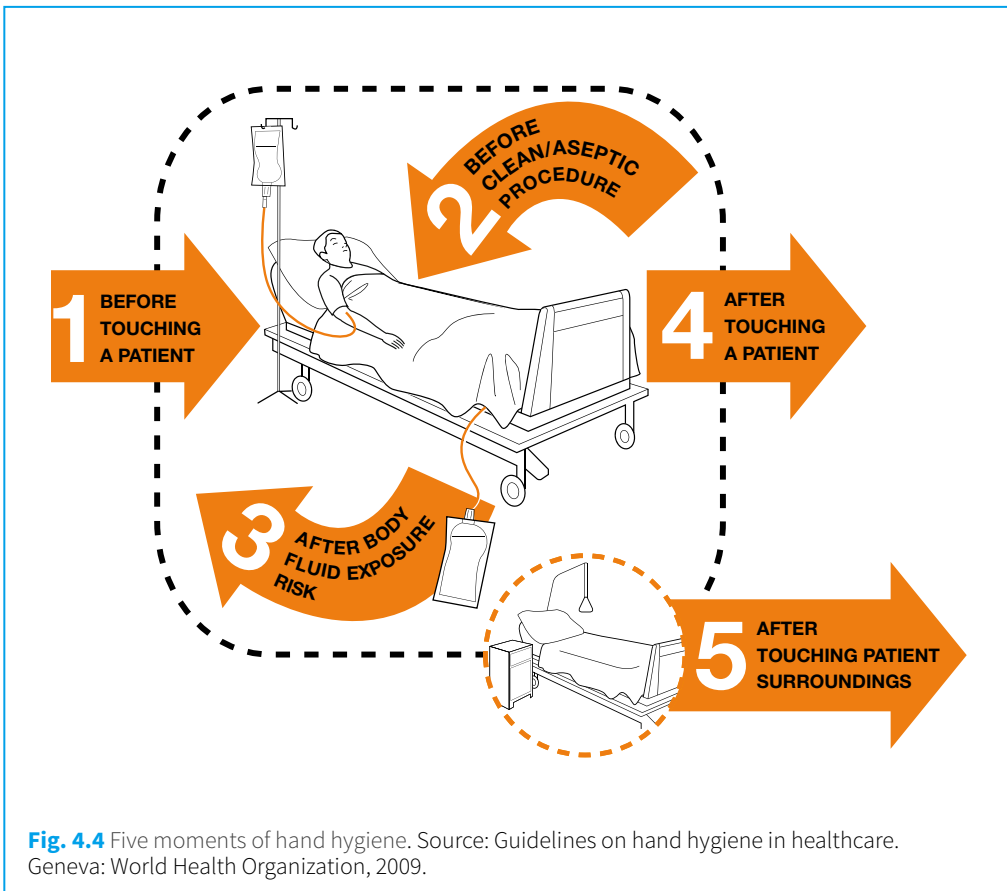 1
BEFORE
TOUCHING
A PATIENT
2
BEFORE
CLEAN/ASEPTIC
PROCEDURE
3
AFTER BODY
FLUID EXPOSURE
RISK
4
AFTER
TOUCHING
A PATIENT
5
AFTER
TOUCHING PATIENT
SURROUNDINGS
Fig. 4.4 Five moments of hand hygiene. Source: Guidelines on hand hygiene in healthcare.
Geneva: World Health Organization, 2009.